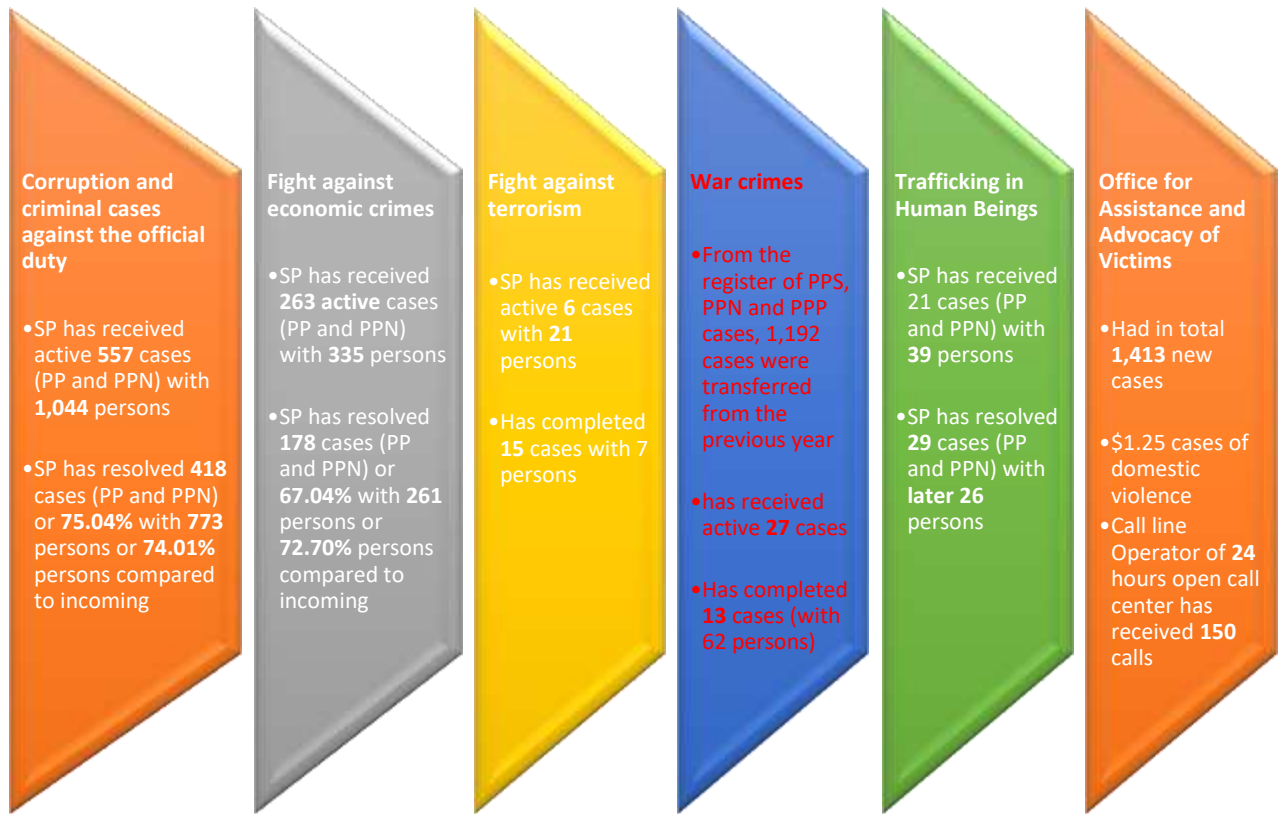 Corruption and
criminal cases
against the official
duty
•SP has received
active 557 cases
(PP and PPN) with
1,044 persons
•SP has resolved 418
cases (PP and PPN)
or 75.04% with 773
persons or 74.01%
persons compared
to incoming
Fight against
economic crimes
•SP has received
263 active cases
(PP and PPN)
with 335 persons
•SP has resolved
178 cases (PP
and PPN) or
67.04% with 261
persons or
72.70% persons
compared to
incoming
Fight against
terrorism
•SP has received
active 6 cases
with 21
persons
•Has completed
15 cases with 7
persons
War crimes
•From the
register of PPS,
PPN and PPP
cases, 1,192
cases were
transferred
from the
previous year
•has received
active 27 cases
•Has completed
13 cases (with
62 persons)
Trafficking in
Human Beings
•SP has received
21 cases (PP
and PPN) with
39 persons
•SP has resolved
29 cases (PP
and PPN) with
later 26
persons
Office for
Assistance and
Advocacy of
Victims
•Had in total
1,413 new
cases
•$1.25 cases of
domestic
violence
•Call line
Operator of 24
hours open call
center has
received 150
calls